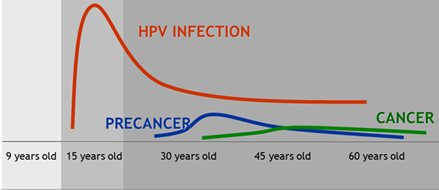 HPV INFECTION
PRECANCER
CANCER
9 years old 15 years old 30 years old 45 years old 60 years old